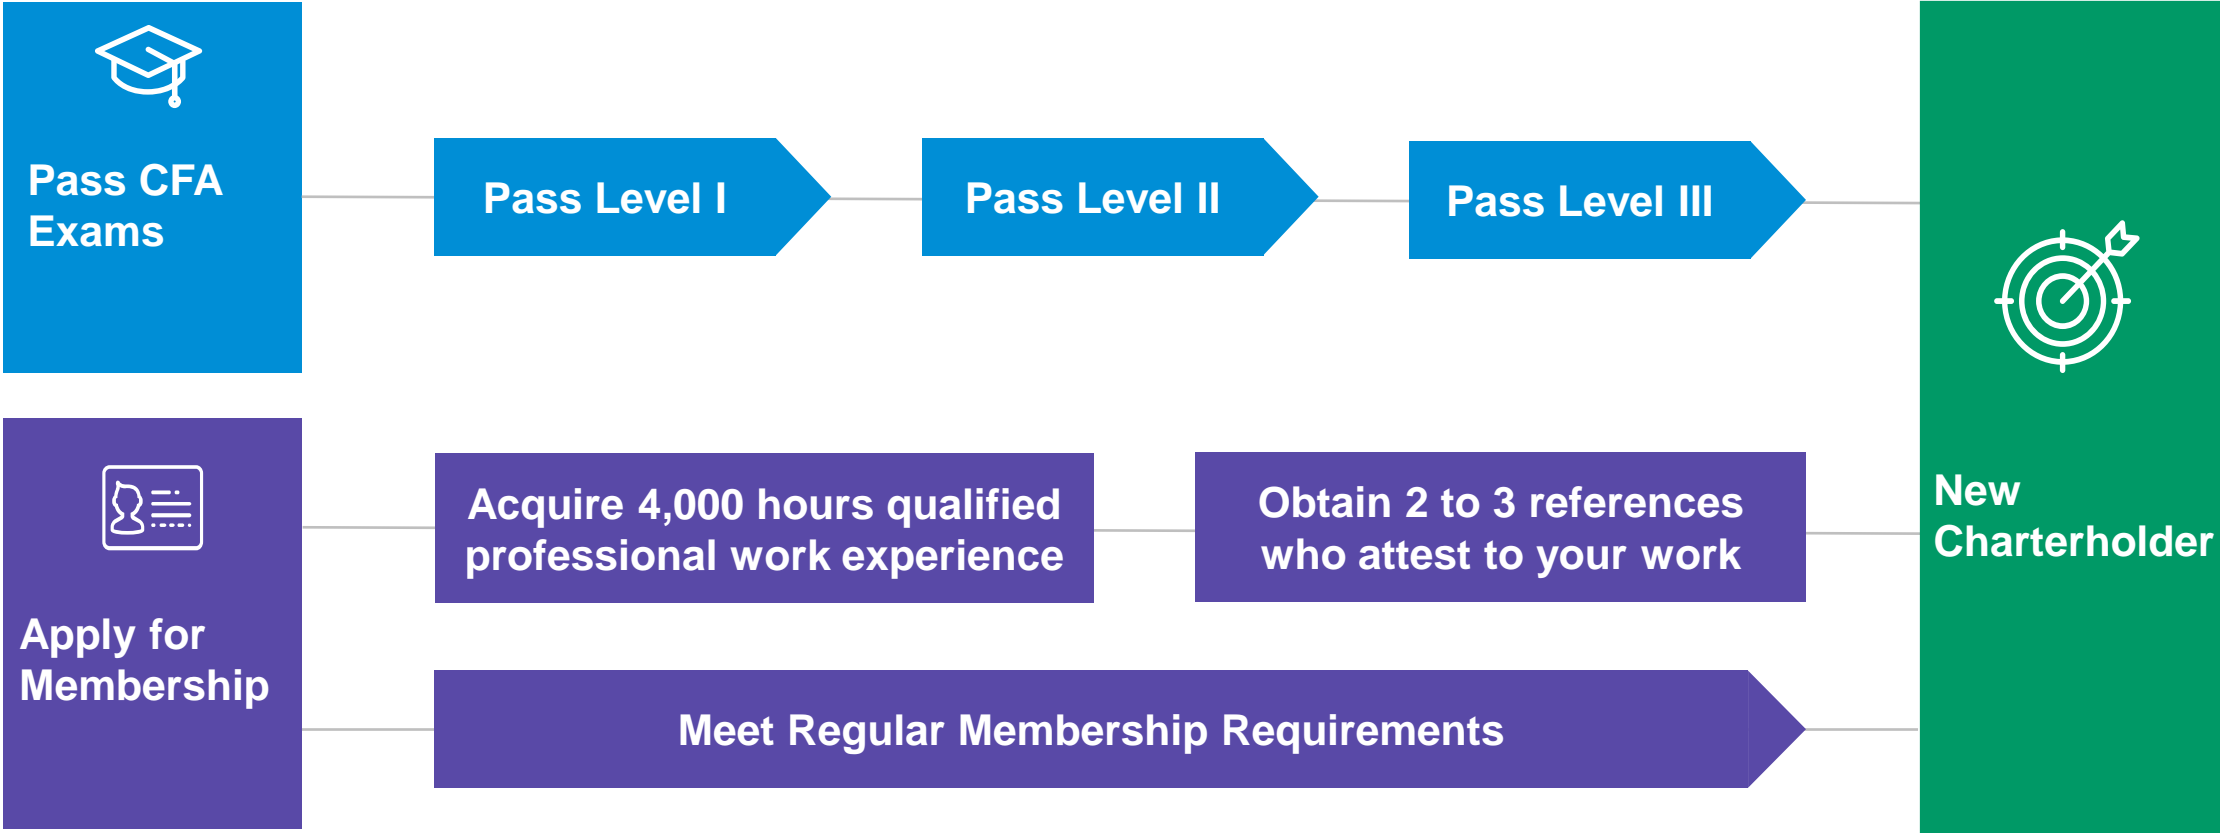 Pass CFA
Exams
Pass Level I
Pass Level II
Pass Level III
Apply for
Membership
Acquire 4,000 hours qualified
professional work experience
Obtain 2 to 3 references
who attest to your work
Meet Regular Membership Requirements
New
Charterholder